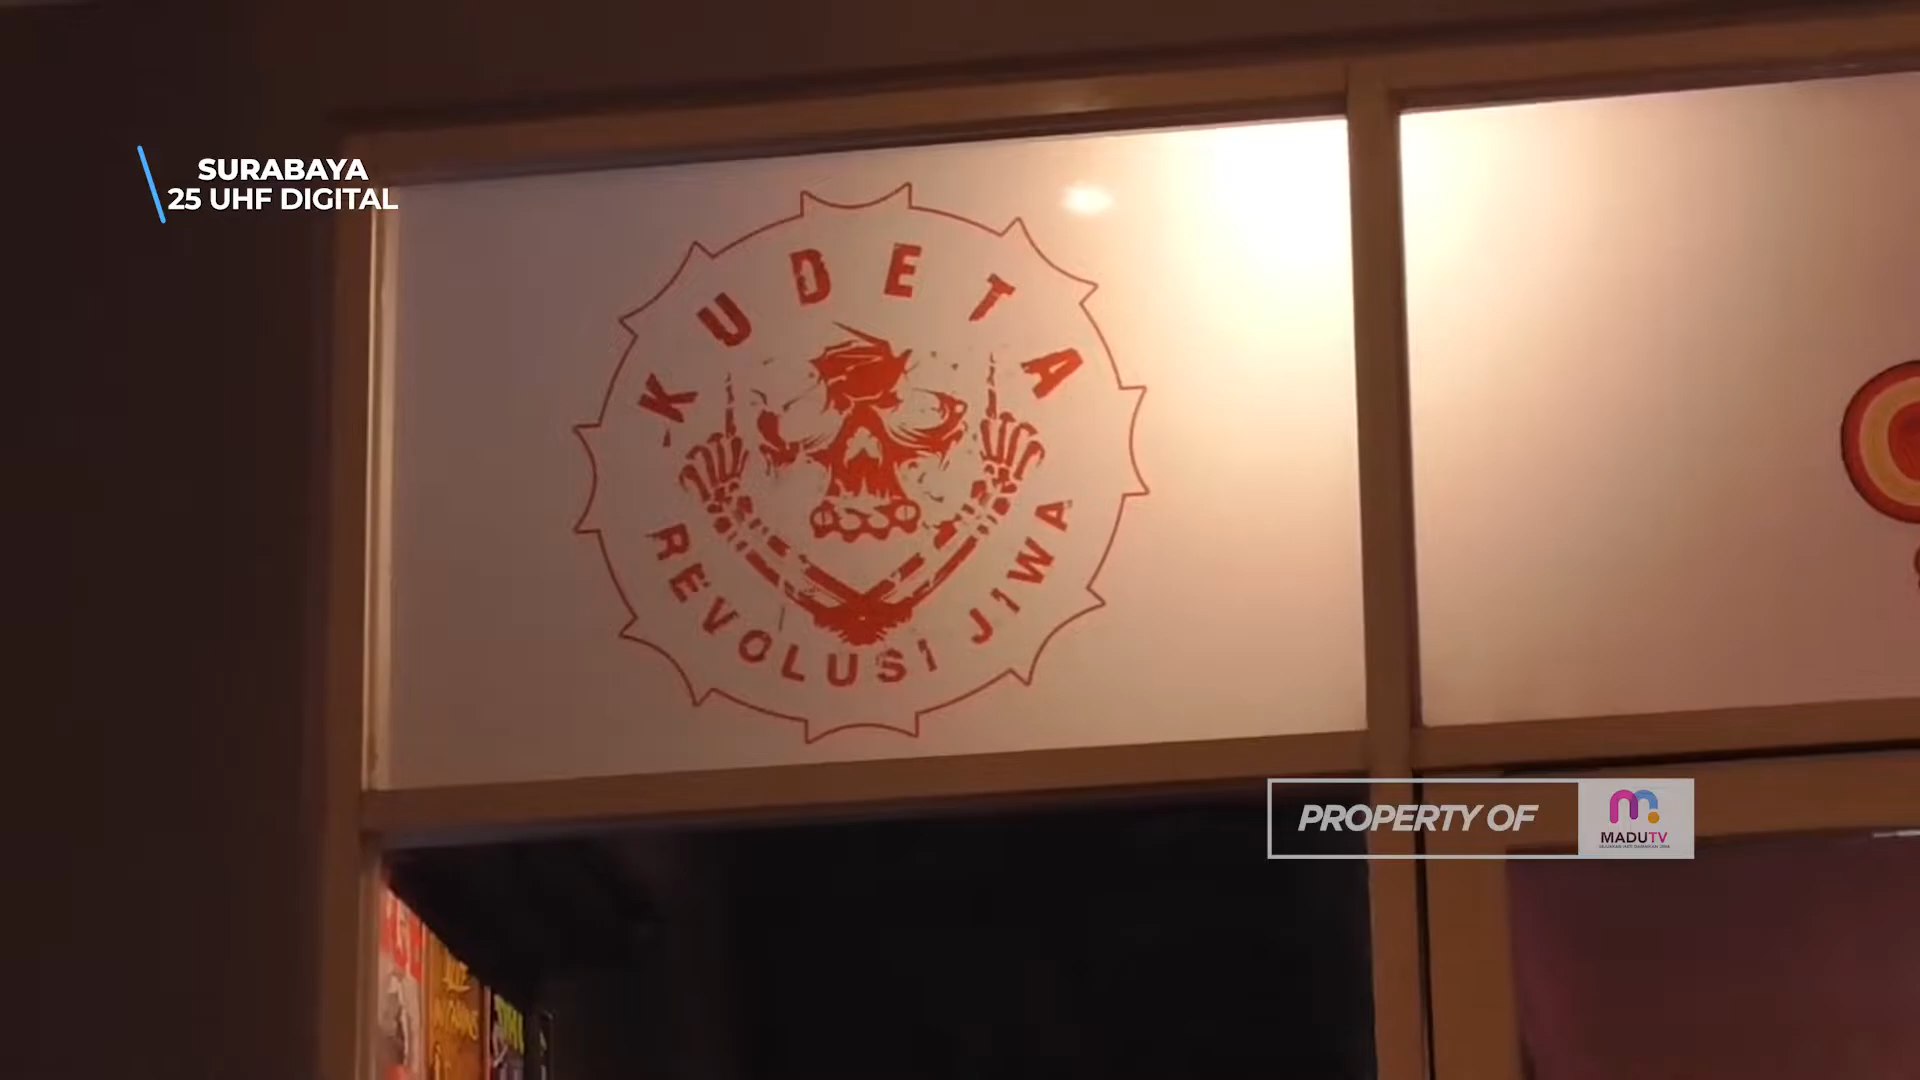 SURABAYA
25 UHF DIGITAL
KUDETA
REVOLUSI JIWA
PROPERTY OF
MADUTV